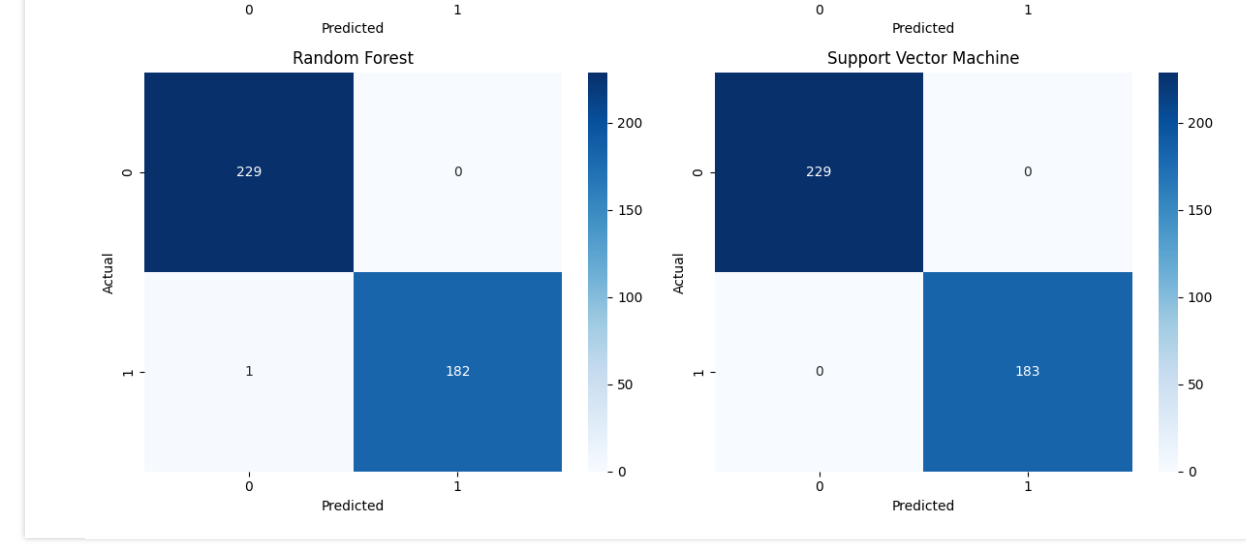 0 1 0 1
Predicted Predicted
Random Forest Support Vector Machine
200 200
0 229 0 0 229 0
150 150
Actual Actual
100 100
1 1 182 1 0 183
50 50
0 0
0 1 0 1
Predicted Predicted